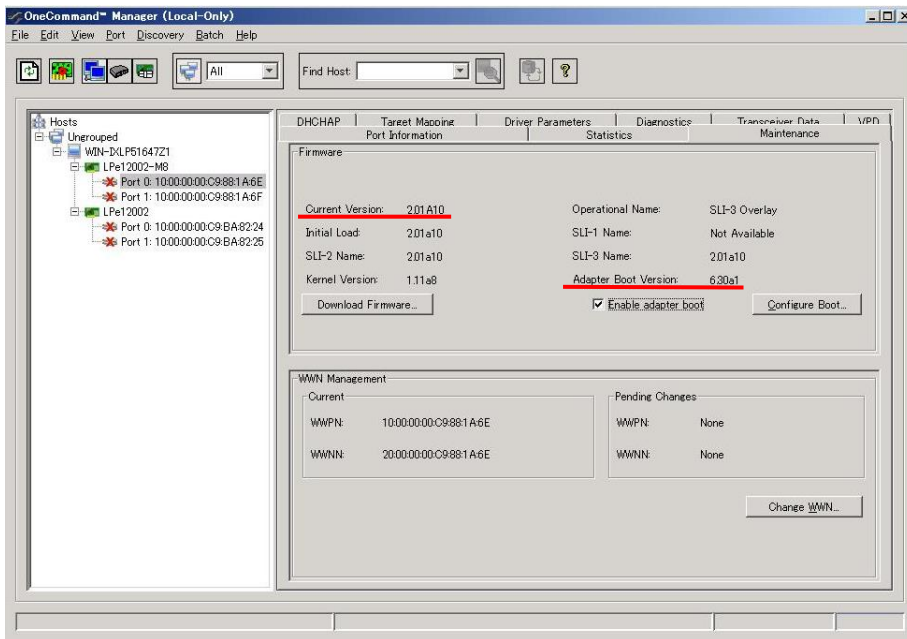 OneCommand™ Manager (Local-Only)
File Edit View Port Discovery Batch Help
All
Find Host:
Hosts
Ungrouped
WIN-IXLP51647Z1
LPe12002-M8
Port 0: 10:00:00:00:C9:88:1A:6E
Port 1: 10:00:00:00:C9:88:1A:6F
LPe12002
Port 0: 10:00:00:00:C9:BA:82:24
Port 1: 10:00:00:00:C9:BA:82:25
DHCHAP Target Mapping Driver Parameters Diagnostics Transceiver Data VPD
Port Information Statistics Maintenance
Firmware
Current Version: 2.01A10 Operational Name: SLI-3 Overlay
Initial Load: 2.01a10 SLI-1 Name: Not Available
SLI-2 Name: 2.01a10 SLI-3 Name: 2.01a10
Kernel Version: 1.11a8 Adapter Boot Version: 6.30a1
Download Firmware... Enable adapter boot Configure Boot...
WWN Management
Current Pending Changes
WWPN: 10:00:00:00:C9:88:1A:6E WWPN: None
WWNN: 20:00:00:00:C9:88:1A:6E WWNN: None
Change WWN...